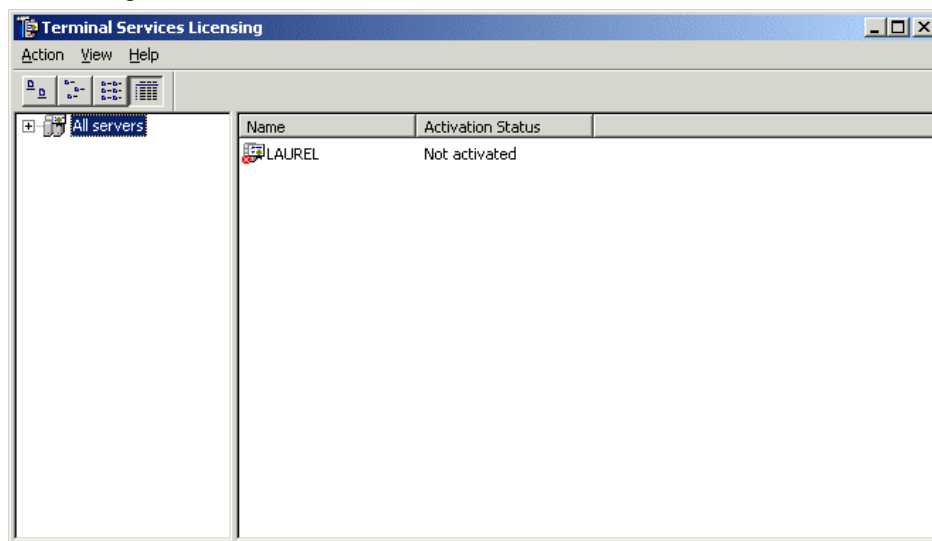 Terminal Services Licensing
Action View Help
All servers
Name Activation Status
LAUREL Not activated